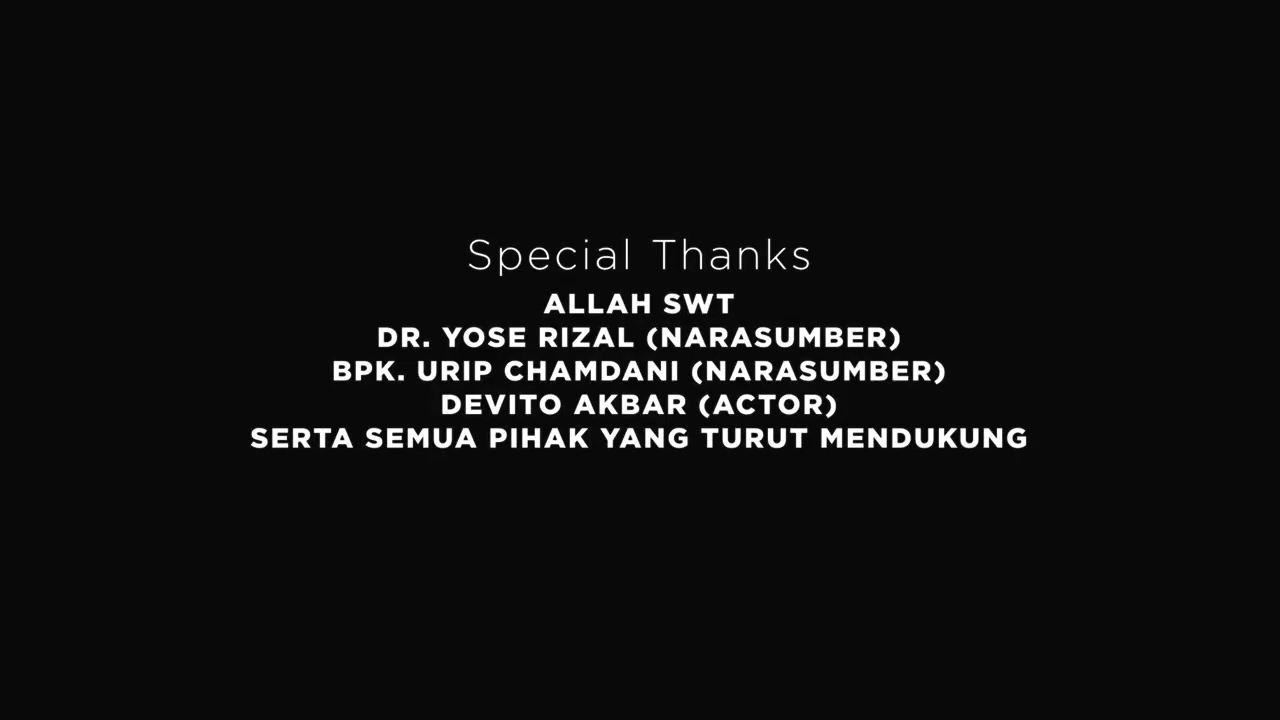 Special Thanks
ALLAH SWT
DR. YOSE RIZAL (NARASUMBER)
BPK. URIP CHAMDANI (NARASUMBER)
DEVITO AKBAR (ACTOR)
SERTA SEMUA PIHAK YANG TURUT MENDUKUNG